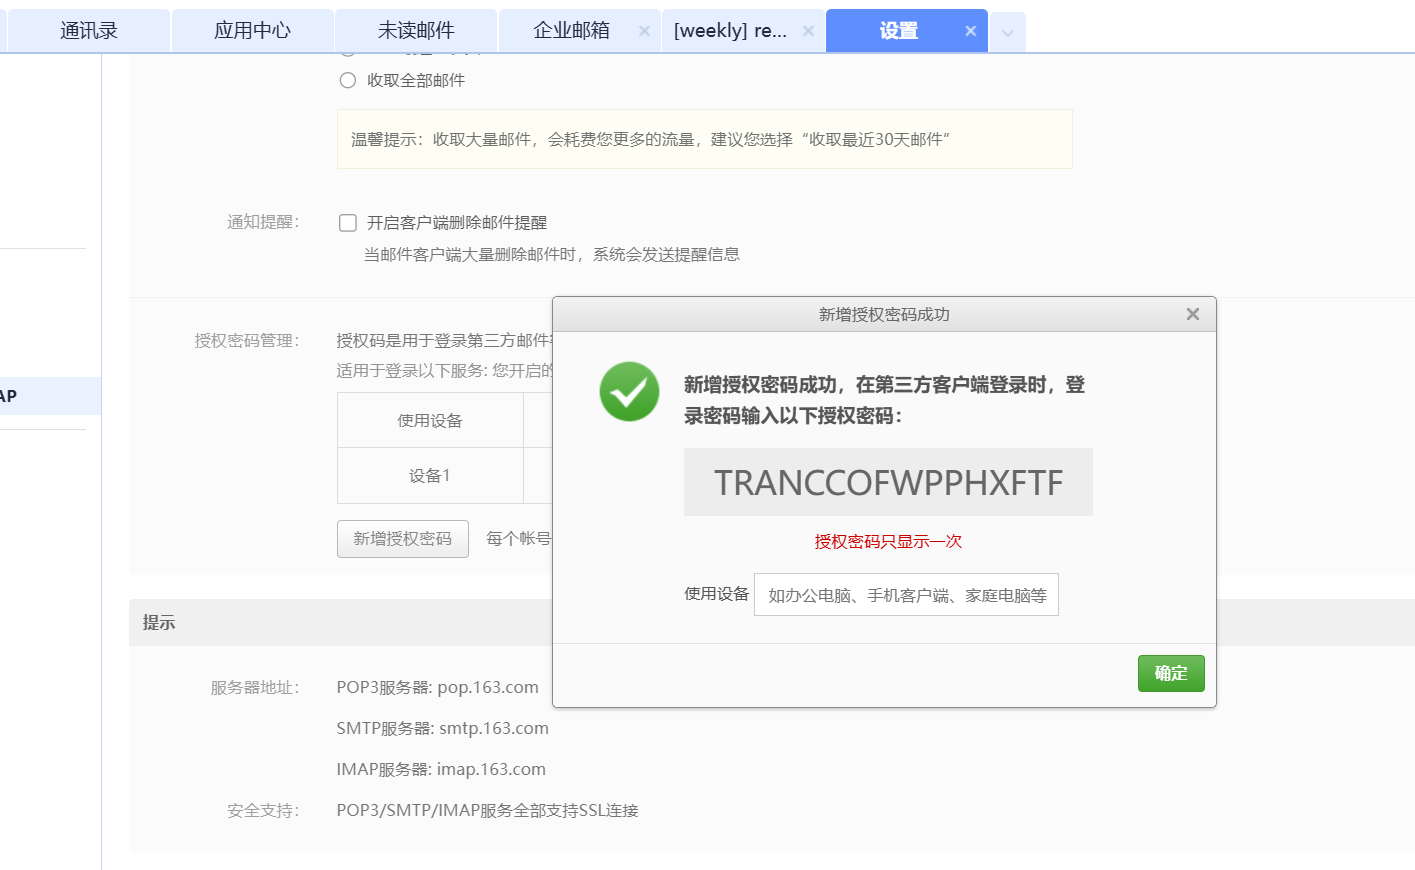 通讯录
应用中心
未读邮件
企业邮箱
[weekly] re...
设置
收取全部邮件
温馨提示：收取大量邮件，会耗费您更多的流量，建议您选择“收取最近30天邮件”
通知提醒：
开启客户端删除邮件提醒
当邮件客户端大量删除邮件时，系统会发送提醒信息
授权密码管理：
授权码是用于登录第三方邮件
适用于登录以下服务: 您开启的
AP
使用设备
设备1
新增授权密码
每个帐号
新增授权密码成功
新增授权密码成功，在第三方客户端登录时，登
录密码输入以下授权密码：
TRANCCOFWPPHXFTF
授权密码只显示一次
使用设备
如办公电脑、手机客户端、家庭电脑等
确定
提示
服务器地址：
POP3服务器: pop.163.com
SMTP服务器: smtp.163.com
IMAP服务器: imap.163.com
安全支持：
POP3/SMTP/IMAP服务全部支持SSL连接